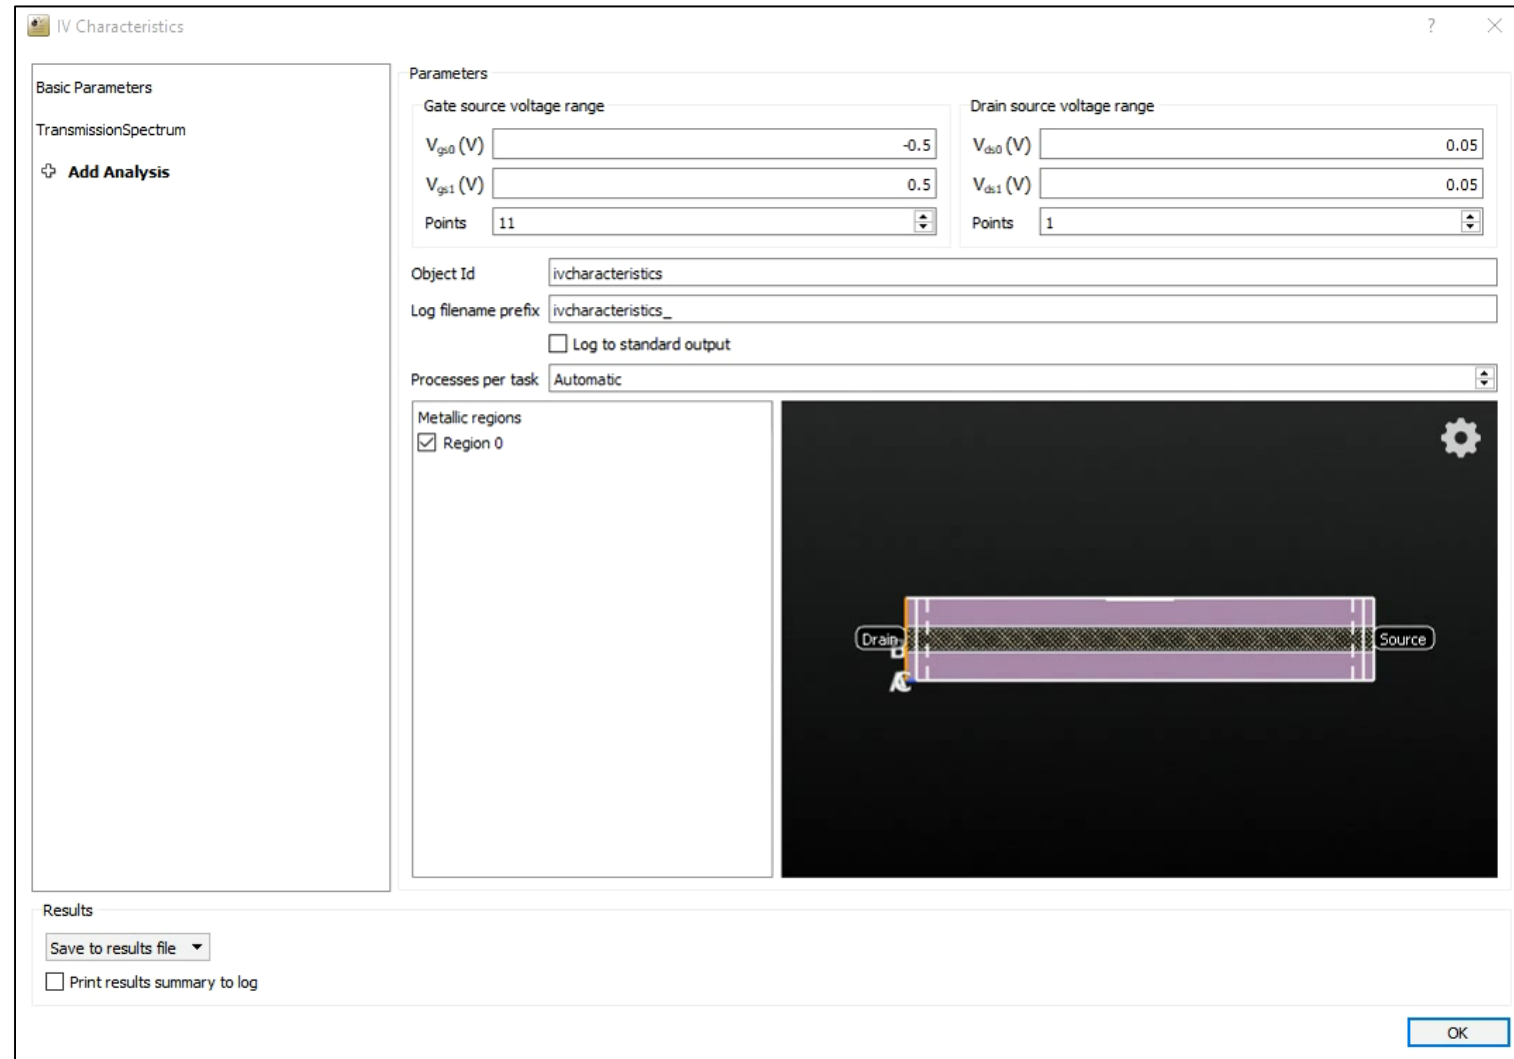 IV Characteristics
?
Basic Parameters
TransmissionSpectrum
Add Analysis
Parameters
Gate source voltage range
Vgs0 (V) -0.5
Vgs1 (V) 0.5
Points 11
Drain source voltage range
Vds0 (V) 0.05
Vds1 (V) 0.05
Points 1
Object Id ivcharacteristics
Log filename prefix ivcharacteristics_
Log to standard output
Processes per task Automatic
Metallic regions
Region 0
Drain
Source
B
A C
Results
Save to results file
Print results summary to log
OK